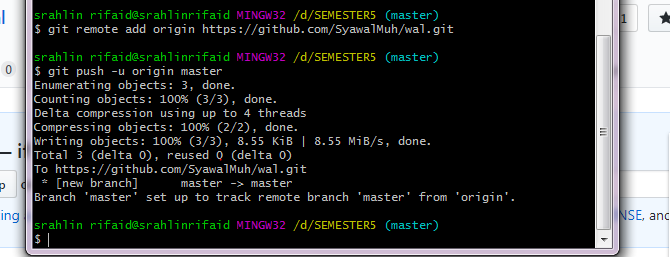 srahlin rifaid@srahlinrifaid MINGW32 /d/SEMESTER5 (master)
$ git remote add origin https://github.com/SyawalMuh/wal.git
srahlin rifaid@srahlinrifaid MINGW32 /d/SEMESTER5 (master)
$ git push -u origin master
Enumerating objects: 3, done.
Counting objects: 100% (3/3), done.
Delta compression using up to 4 threads
Compressing objects: 100% (2/2), done.
Writing objects: 100% (3/3), 8.55 KiB | 8.55 MiB/s, done.
Total 3 (delta 0), reused 0 (delta 0)
To https://github.com/SyawalMuh/wal.git
* [new branch] master -> master
Branch 'master' set up to track remote branch 'master' from 'origin'.
srahlin rifaid@srahlinrifaid MINGW32 /d/SEMESTER5 (master)
$
1
0
NSE, and